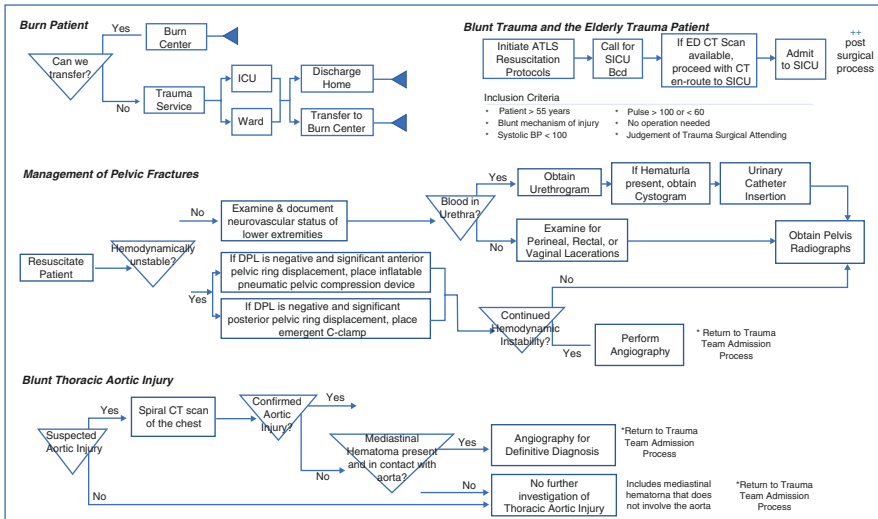 Burn Patient
Yes
Burn
Center
Can we
transfer?
No
Trauma
Service
ICU
Ward
Discharge
Home
Transfer to
Burn Center
Blunt Trauma and the Elderly Trauma Patient
Initiate ATLS
Resuscitation
Protocols
Call for
SICU
Bcd
If ED CT Scan
available,
proceed with CT
en-route to SICU
Admit
to SICU
++
post
surgical
process
Inclusion Criteria
• Patient > 55 years
• Blunt mechanism of injury
• Systolic BP < 100
• Pulse > 100 or < 60
• No operation needed
• Judgement of Trauma Surgical Attending
Management of Pelvic Fractures
Resuscitate
Patient
Hemodynamically
unstable?
No
Examine & document
neurovascular status of
lower extremities
Blood in
Urethra?
Yes
Obtain
Urethrogram
If Hematurla
present, obtain
Cystogram
Urinary
Catheter
Insertion
No
Examine for
Perineal, Rectal, or
Vaginal Lacerations
Obtain Pelvis
Radiographs
Yes
If DPL is negative and significant anterior
pelvic ring displacement, place inflatable
pneumatic pelvic compression device
If DPL is negative and significant
posterior pelvic ring displacement, place
emergent C-clamp
Continued
Hemodynamic
Instability?
No
Yes
Perform
Angiography
* Return to Trauma
Team Admission
Process
Blunt Thoracic Aortic Injury
Suspected
Aortic Injury
Yes
Spiral CT scan
of the chest
Confirmed
Aortic
Injury?
Yes
No
Mediastinal
Hematoma present
and in contact with
aorta?
Yes
Angiography for
Definitive Diagnosis
*Return to Trauma
Team Admission
Process
No
No
No further
investigation of
Thoracic Aortic Injury
Includes mediastinal
hematorna that does
not involve the aorta
*Return to Trauma
Team Admission
Process